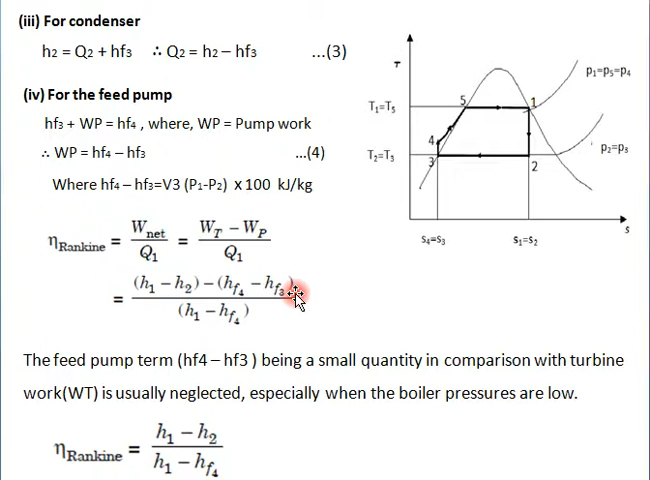 (iii) For condenser
h2 = Q2 + hf3 ∴ Q2 = h2 – hf3 ...(3)
(iv) For the feed pump
hf3 + WP = hf4 , where, WP = Pump work
∴ WP = hf4 – hf3 ...(4)
Where hf4 – hf3=V3 (P1-P2) x 100 kJ/kg
ηRankine = Wnet / Q1 = WT – WP / Q1
= (h1 – h2) – (hf4 – hf3) / (h1 – hf4)
The feed pump term (hf4 – hf3 ) being a small quantity in comparison with turbine
work(WT) is usually neglected, especially when the boiler pressures are low.
ηRankine = h1 – h2 / h1 – hf4
T
P1=P5=P4
5
1
T1=T5
4
P2=P3
T2=T3
3
2
S4=S3
S1=S2
s